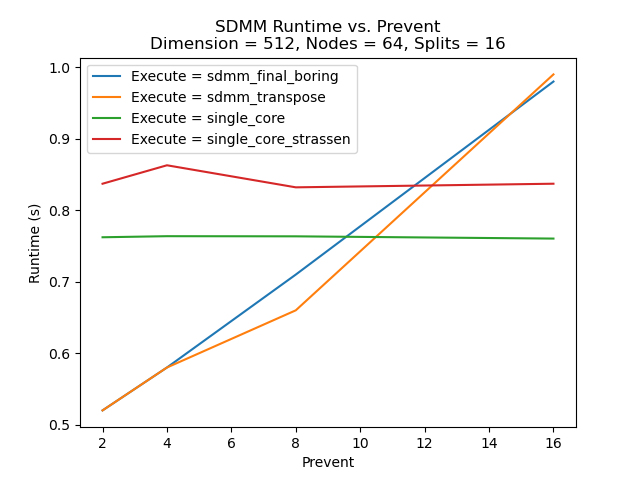 SDMM Runtime vs. Prevent
Dimension = 512, Nodes = 64, Splits = 16
Execute = sdmm_final_boring
Execute = sdmm_transpose
Execute = single_core
Execute = single_core_strassen
Runtime (s)
1.0
0.9
0.8
0.7
0.6
0.5
2 4 6 8 10 12 14 16
Prevent